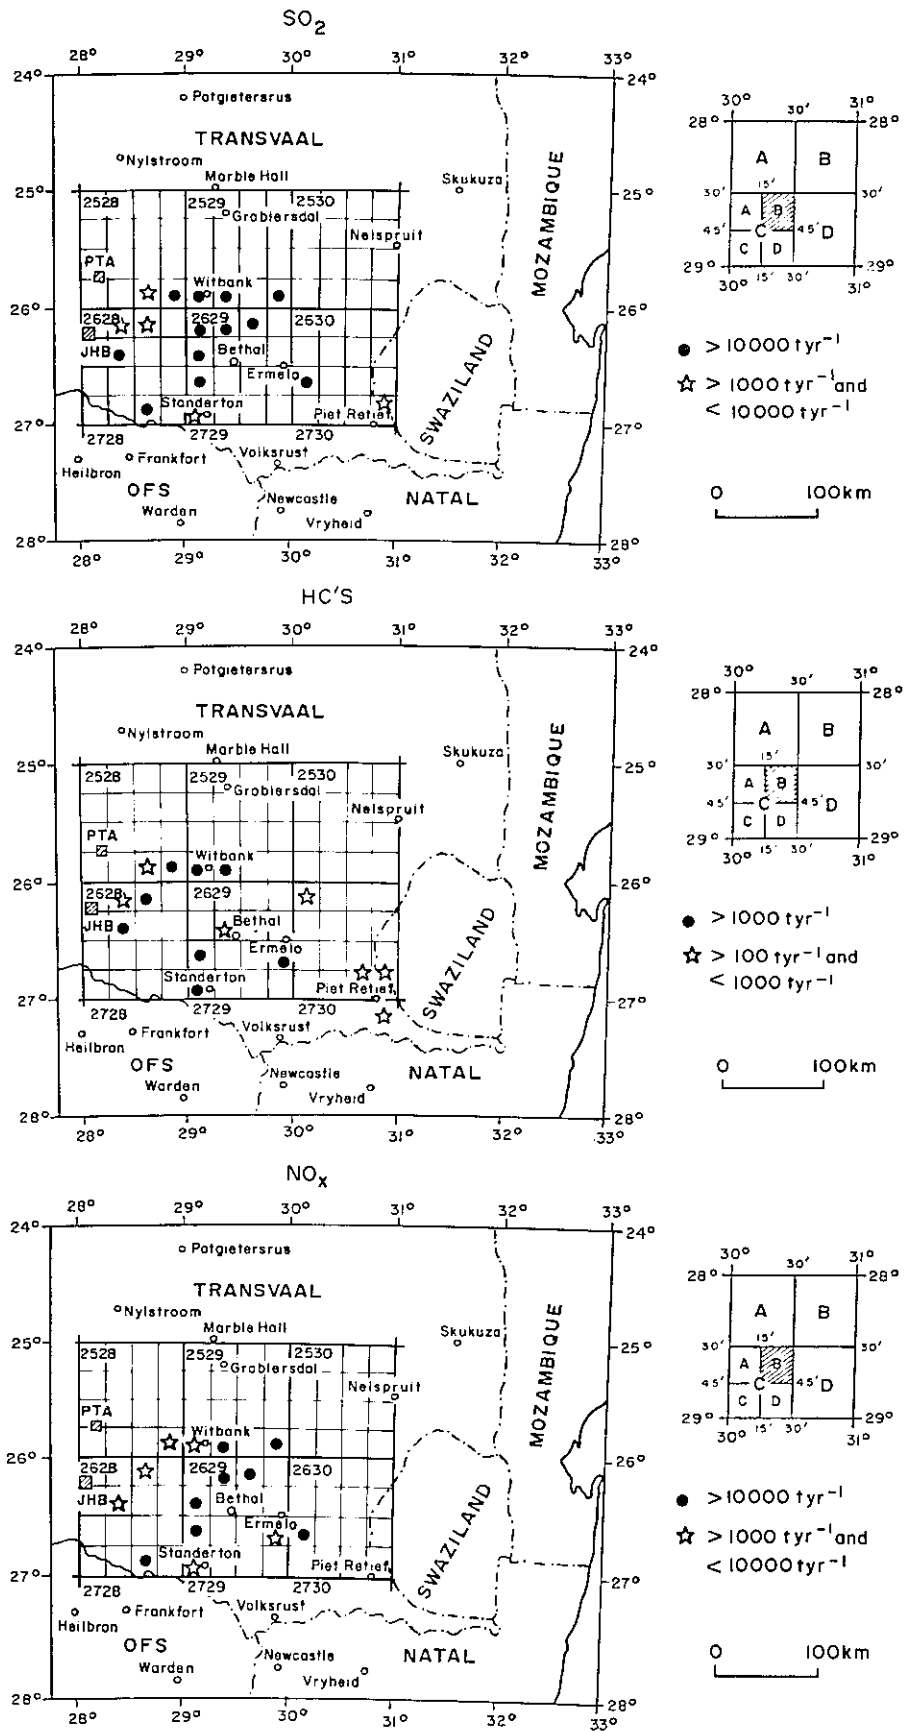 SO2
28° 29° 30° 31° 32° 33°
24° 24°
Potgietersrus
TRANSVAAL
Nylstroom
Marble Hall
25° 25°
Skukuza
2528 2529 2530
Groblersdal
Nelspruit
MOZAMBIQUE
PTA
Witbank
26° 26°
2628 2629 2630
JHB
Bethal
Ermelo
SWAZILAND
Standerton
Piet Retief
27° 27°
2728 2729 2730
Heilbron
Frankfort
Volksrust
OFS
Newcastle
NATAL
Warden
Vryheid
28° 28°
28° 29° 30° 31° 32° 33°
30° 30' 31°
28° 28°
A B
15'
30' 30'
A B
45' C 45' D
C D
29° 29°
30° 15' 30' 31°
> 10000 tyr⁻¹
> 1000 tyr⁻¹ and
< 10000 tyr⁻¹
0 100km
HC'S
28° 29° 30° 31° 32° 33°
24° 24°
Potgietersrus
TRANSVAAL
Nylstroom
Marble Hall
25° 25°
Skukuza
2528 2529 2530
Groblersdal
Nelspruit
MOZAMBIQUE
PTA
Witbank
26° 26°
2628 2629
JHB
Bethal
Ermelo
SWAZILAND
Standerton
Piet Retief
27° 27°
2728 2729 2730
Heilbron
Frankfort
Volksrust
OFS
Newcastle
NATAL
Warden
Vryheid
28° 28°
28° 29° 30° 31° 32° 33°
30° 30' 31°
28° 28°
A B
15'
30' 30'
A B
45' C 45' D
C D
29° 29°
30° 15' 30' 31°
> 1000 tyr⁻¹
> 100 tyr⁻¹ and
< 1000 tyr⁻¹
0 100km
NOx
28° 29° 30° 31° 32° 33°
24° 24°
Potgietersrus
TRANSVAAL
Nylstroom
Marble Hall
25° 25°
Skukuza
2528 2529 2530
Groblersdal
Nelspruit
MOZAMBIQUE
PTA
Witbank
26° 26°
2628 2629 2630
JHB
Bethal
Ermelo
SWAZILAND
Standerton
Piet Retief
27° 27°
2728 2729 2730
Heilbron
Frankfort
Volksrust
OFS
Newcastle
NATAL
Warden
Vryheid
28° 28°
28° 29° 30° 31° 32° 33°
30° 30' 31°
28° 28°
A B
15'
30' 30'
A B
45' C 45' D
C D
29° 29°
30° 15' 30' 31°
> 10000 tyr⁻¹
> 1000 tyr⁻¹ and
< 10000 tyr⁻¹
0 100km